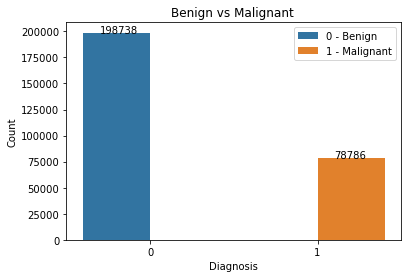 Benign vs Malignant
200000
175000
150000
125000
100000
75000
50000
25000
0
Count
198738
78786
0 - Benign
1 - Malignant
0
1
Diagnosis